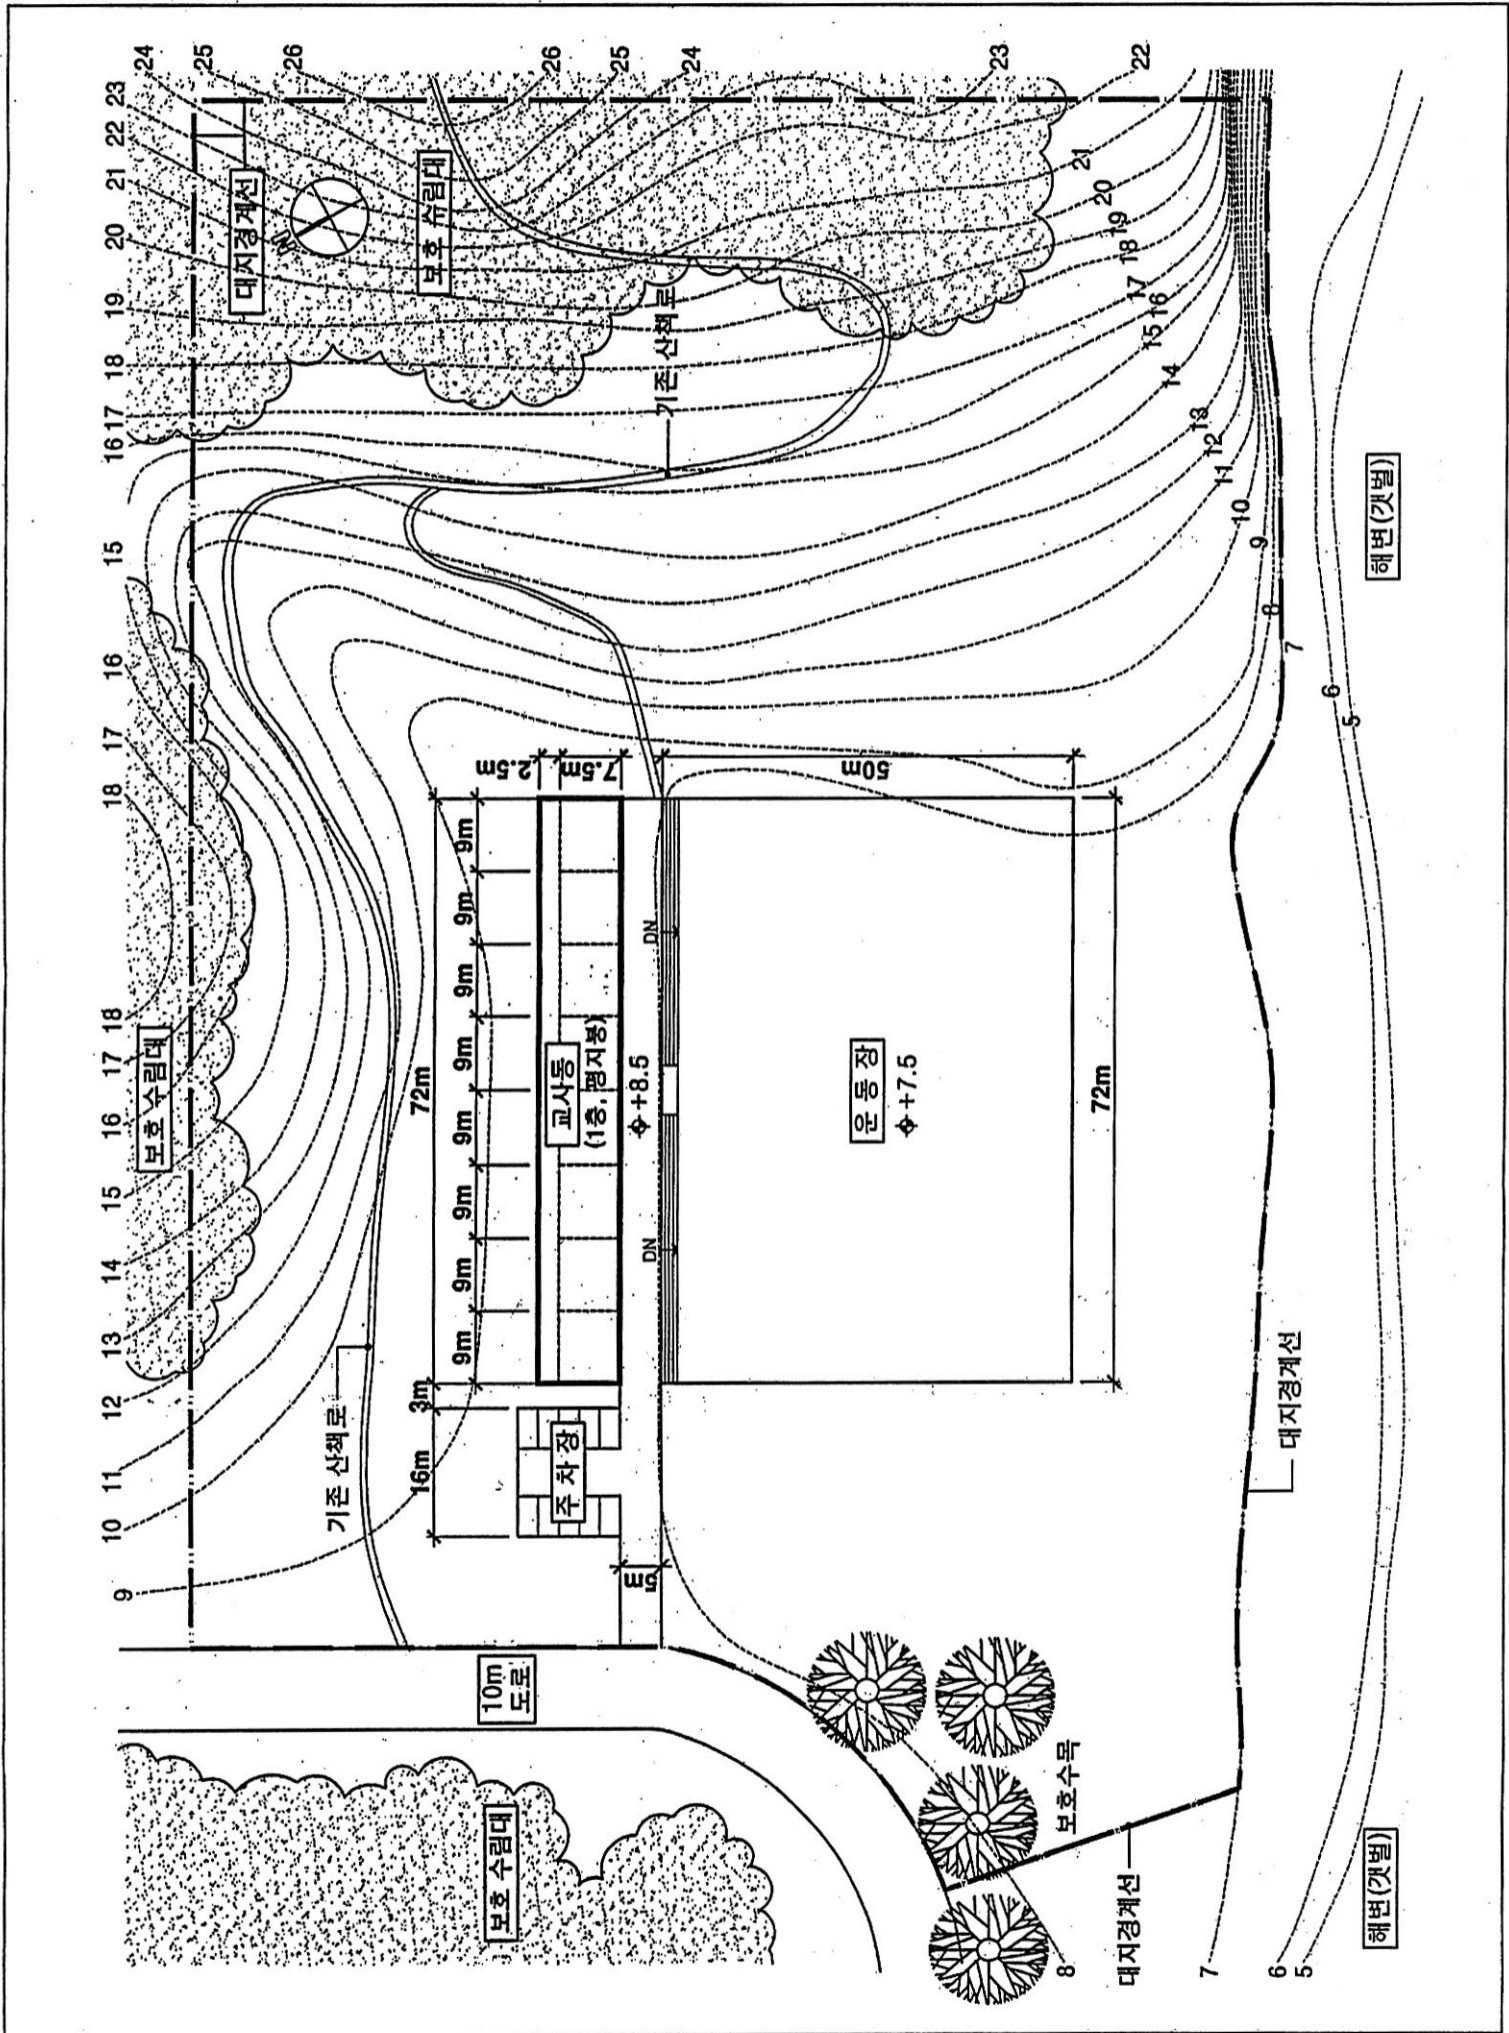 24
25
26
26
25
24
23
22
23
22
21
20
19
18
17
16
15
16
17
18
18
17
16
15
14
13
12
11
10
9
대지경계선
N
보호 수림대
기존 산책로
21
20
19
18
17
16
15
14
13
12
11
10
9
8
7
6
5
해변(갯벌)
보호 수림대
기존 산책로
72m
3m
16m
9m
9m
9m
9m
9m
9m
9m
9m
2.5m
7.5m
50m
교사동
(1층, 평지붕)
주차장
+8.5
DN
DN
5m
운동장
+7.5
72m
10m
도로
보호 수림대
보호수목
대지경계선
대지경계선
8
7
6
5
해변(갯벌)